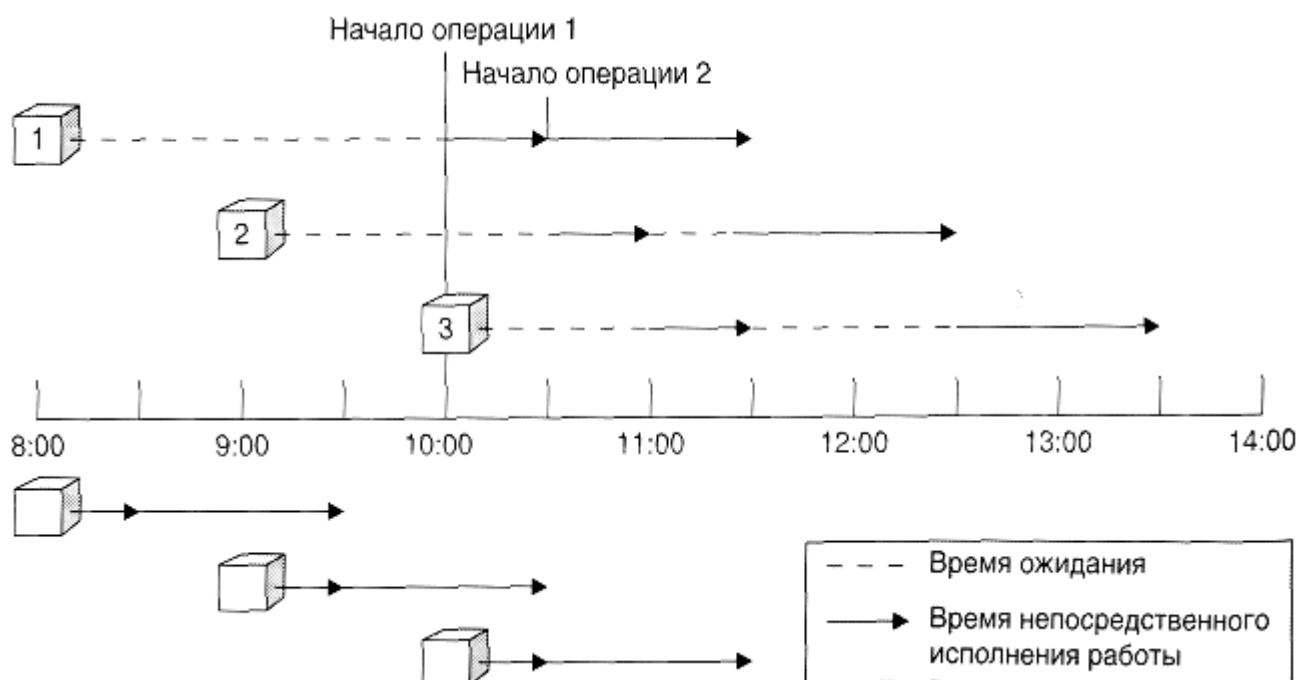 Начало операции 1
Начало операции 2
1
2
3
8:00 9:00 10:00 11:00 12:00 13:00 14:00
Время ожидания
Время непосредственного
исполнения работы